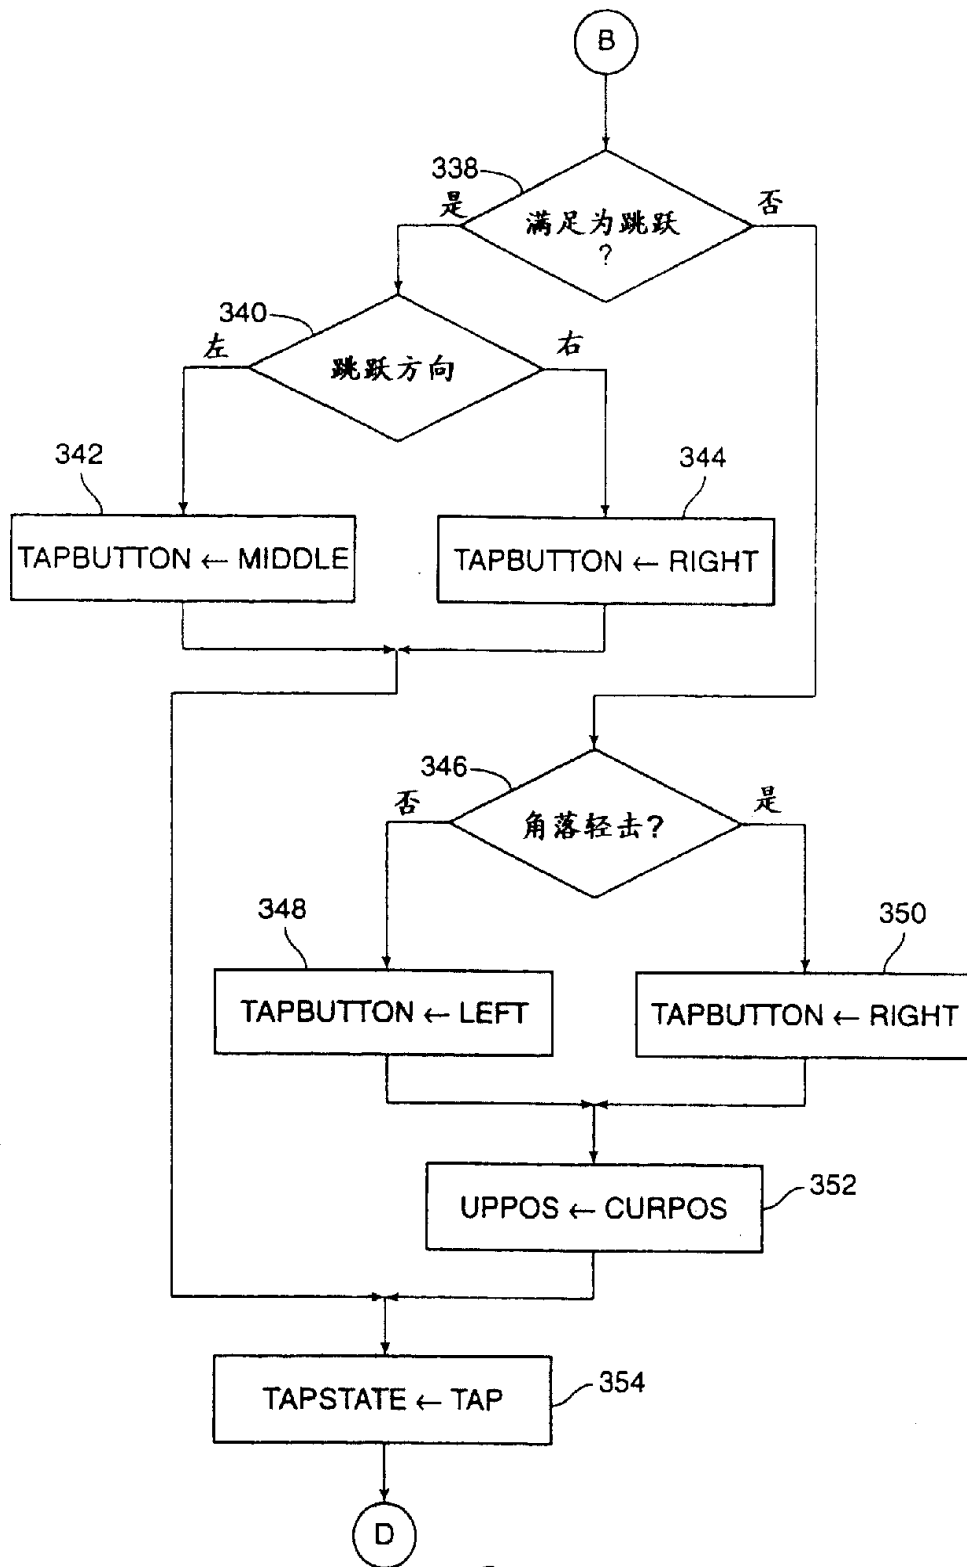 B
338
是
否
满足为跳跃
?
340
左
右
跳跃方向
342
344
TAPBUTTON ← MIDDLE
TAPBUTTON ← RIGHT
346
否
是
角落轻击?
348
350
TAPBUTTON ← LEFT
TAPBUTTON ← RIGHT
UPPOS ← CURPOS
352
TAPSTATE ← TAP
354
D